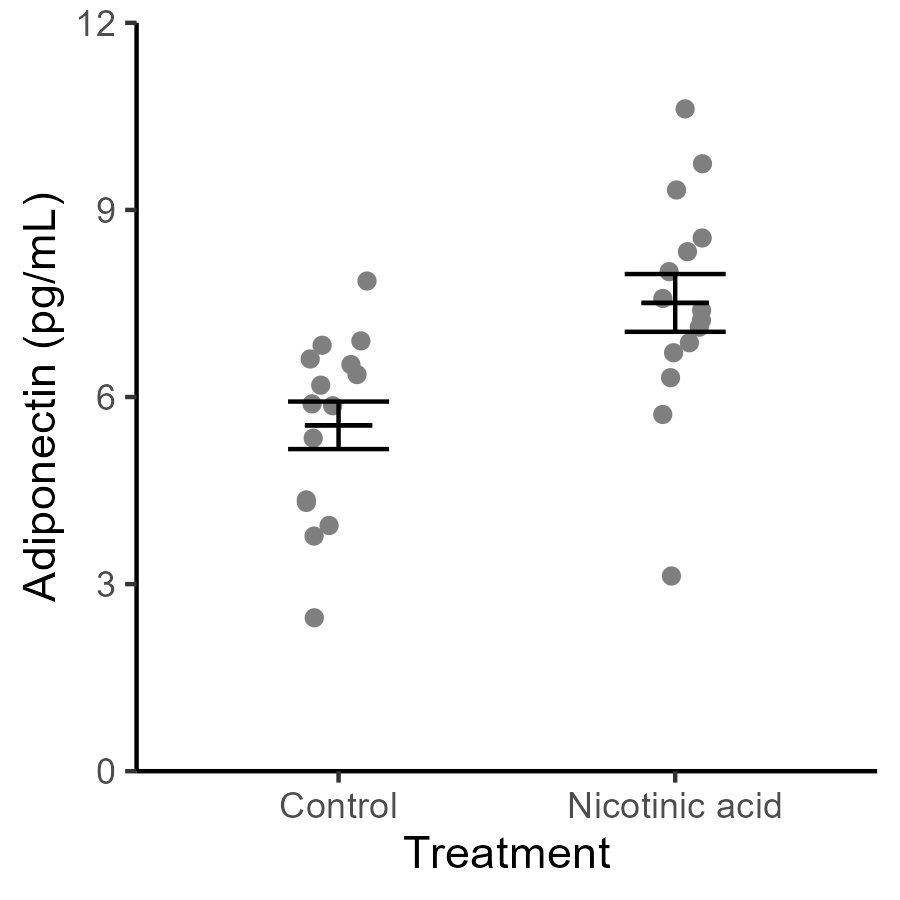 12
9
6
3
0
Adiponectin (pg/mL)
Control
Nicotinic acid
Treatment